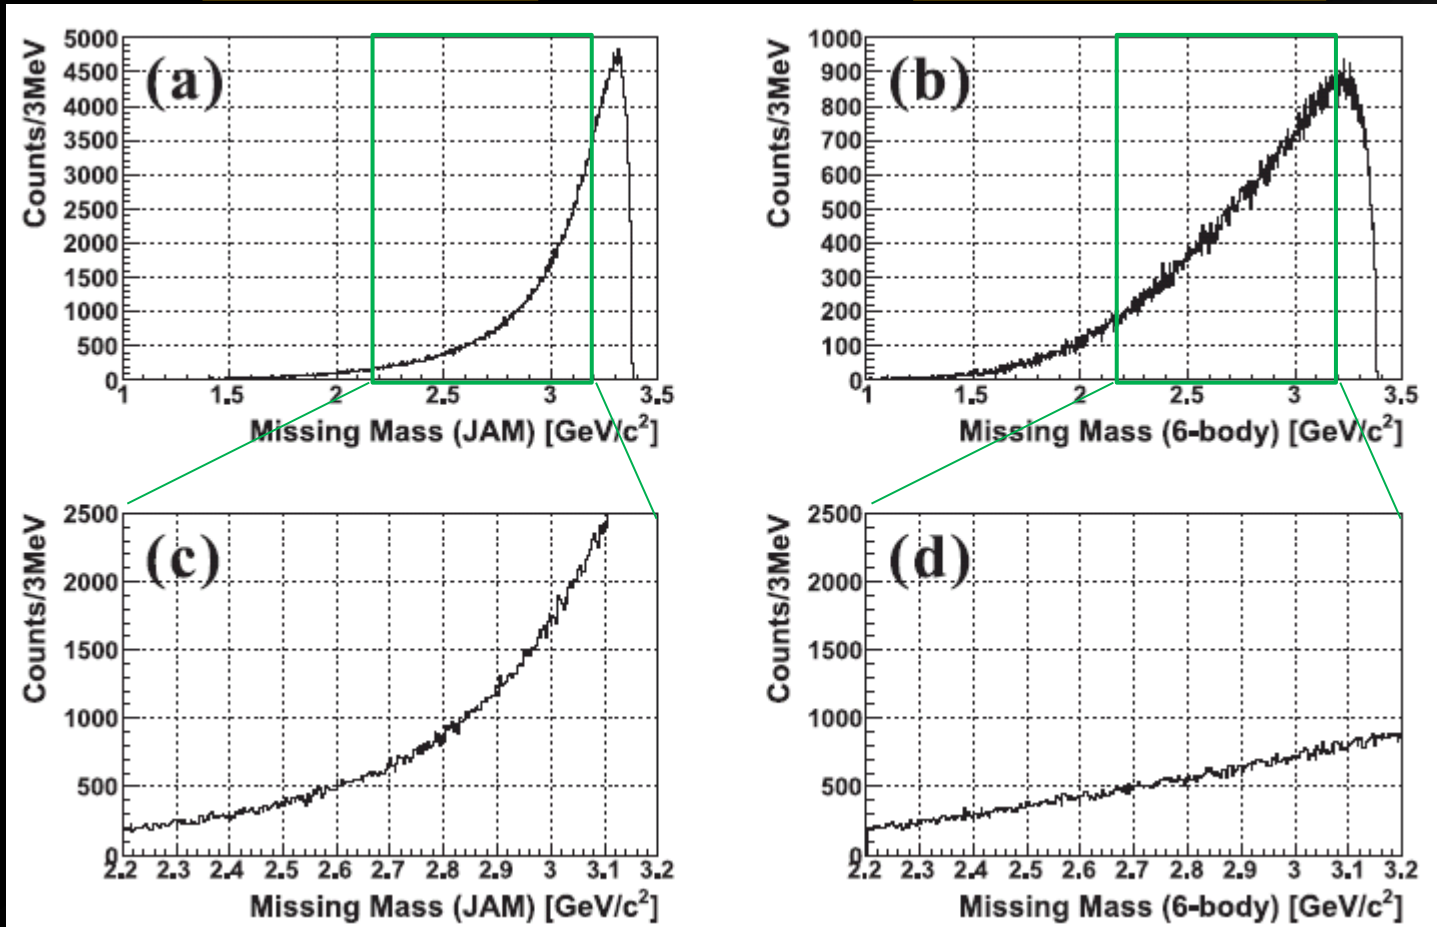 (a)
Counts/3MeV
5000
4500
4000
3500
3000
2500
2000
1500
1000
500
0
1 1.5 2 2.5 3 3.5
Missing Mass (JAM) [GeV/c²]
(b)
Counts/3MeV
1000
900
800
700
600
500
400
300
200
100
0
1 1.5 2 2.5 3 3.5
Missing Mass (6-body) [GeV/c²]
(c)
Counts/3MeV
2500
2000
1500
1000
500
0
2.2 2.3 2.4 2.5 2.6 2.7 2.8 2.9 3 3.1 3.2
Missing Mass (JAM) [GeV/c²]
(d)
Counts/3MeV
2500
2000
1500
1000
500
0
2.2 2.3 2.4 2.5 2.6 2.7 2.8 2.9 3 3.1 3.2
Missing Mass (6-body) [GeV/c²]